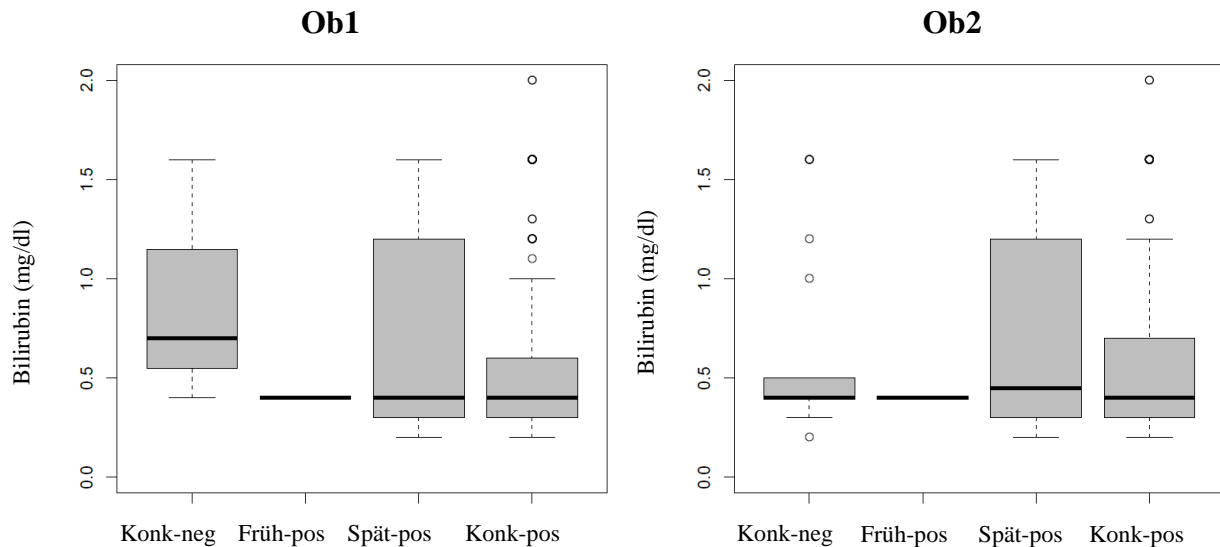 Ob1
Bilirubin (mg/dl)
2.0
1.5
1.0
0.5
0.0
Konk-neg Früh-pos Spät-pos Konk-pos
Ob2
Bilirubin (mg/dl)
2.0
1.5
1.0
0.5
0.0
Konk-neg Früh-pos Spät-pos Konk-pos